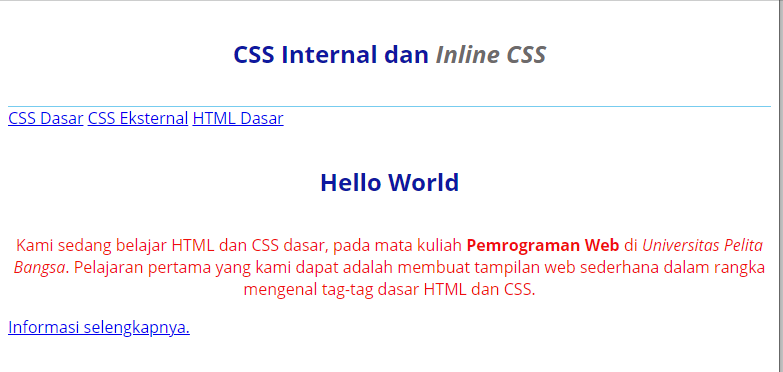 CSS Internal dan Inline CSS
CSS Dasar CSS Eksternal HTML Dasar
Hello World
Kami sedang belajar HTML dan CSS dasar, pada mata kuliah Pemrograman Web di Universitas Pelita
Bangsa. Pelajaran pertama yang kami dapat adalah membuat tampilan web sederhana dalam rangka
mengenal tag-tag dasar HTML dan CSS.
Informasi selengkapnya.